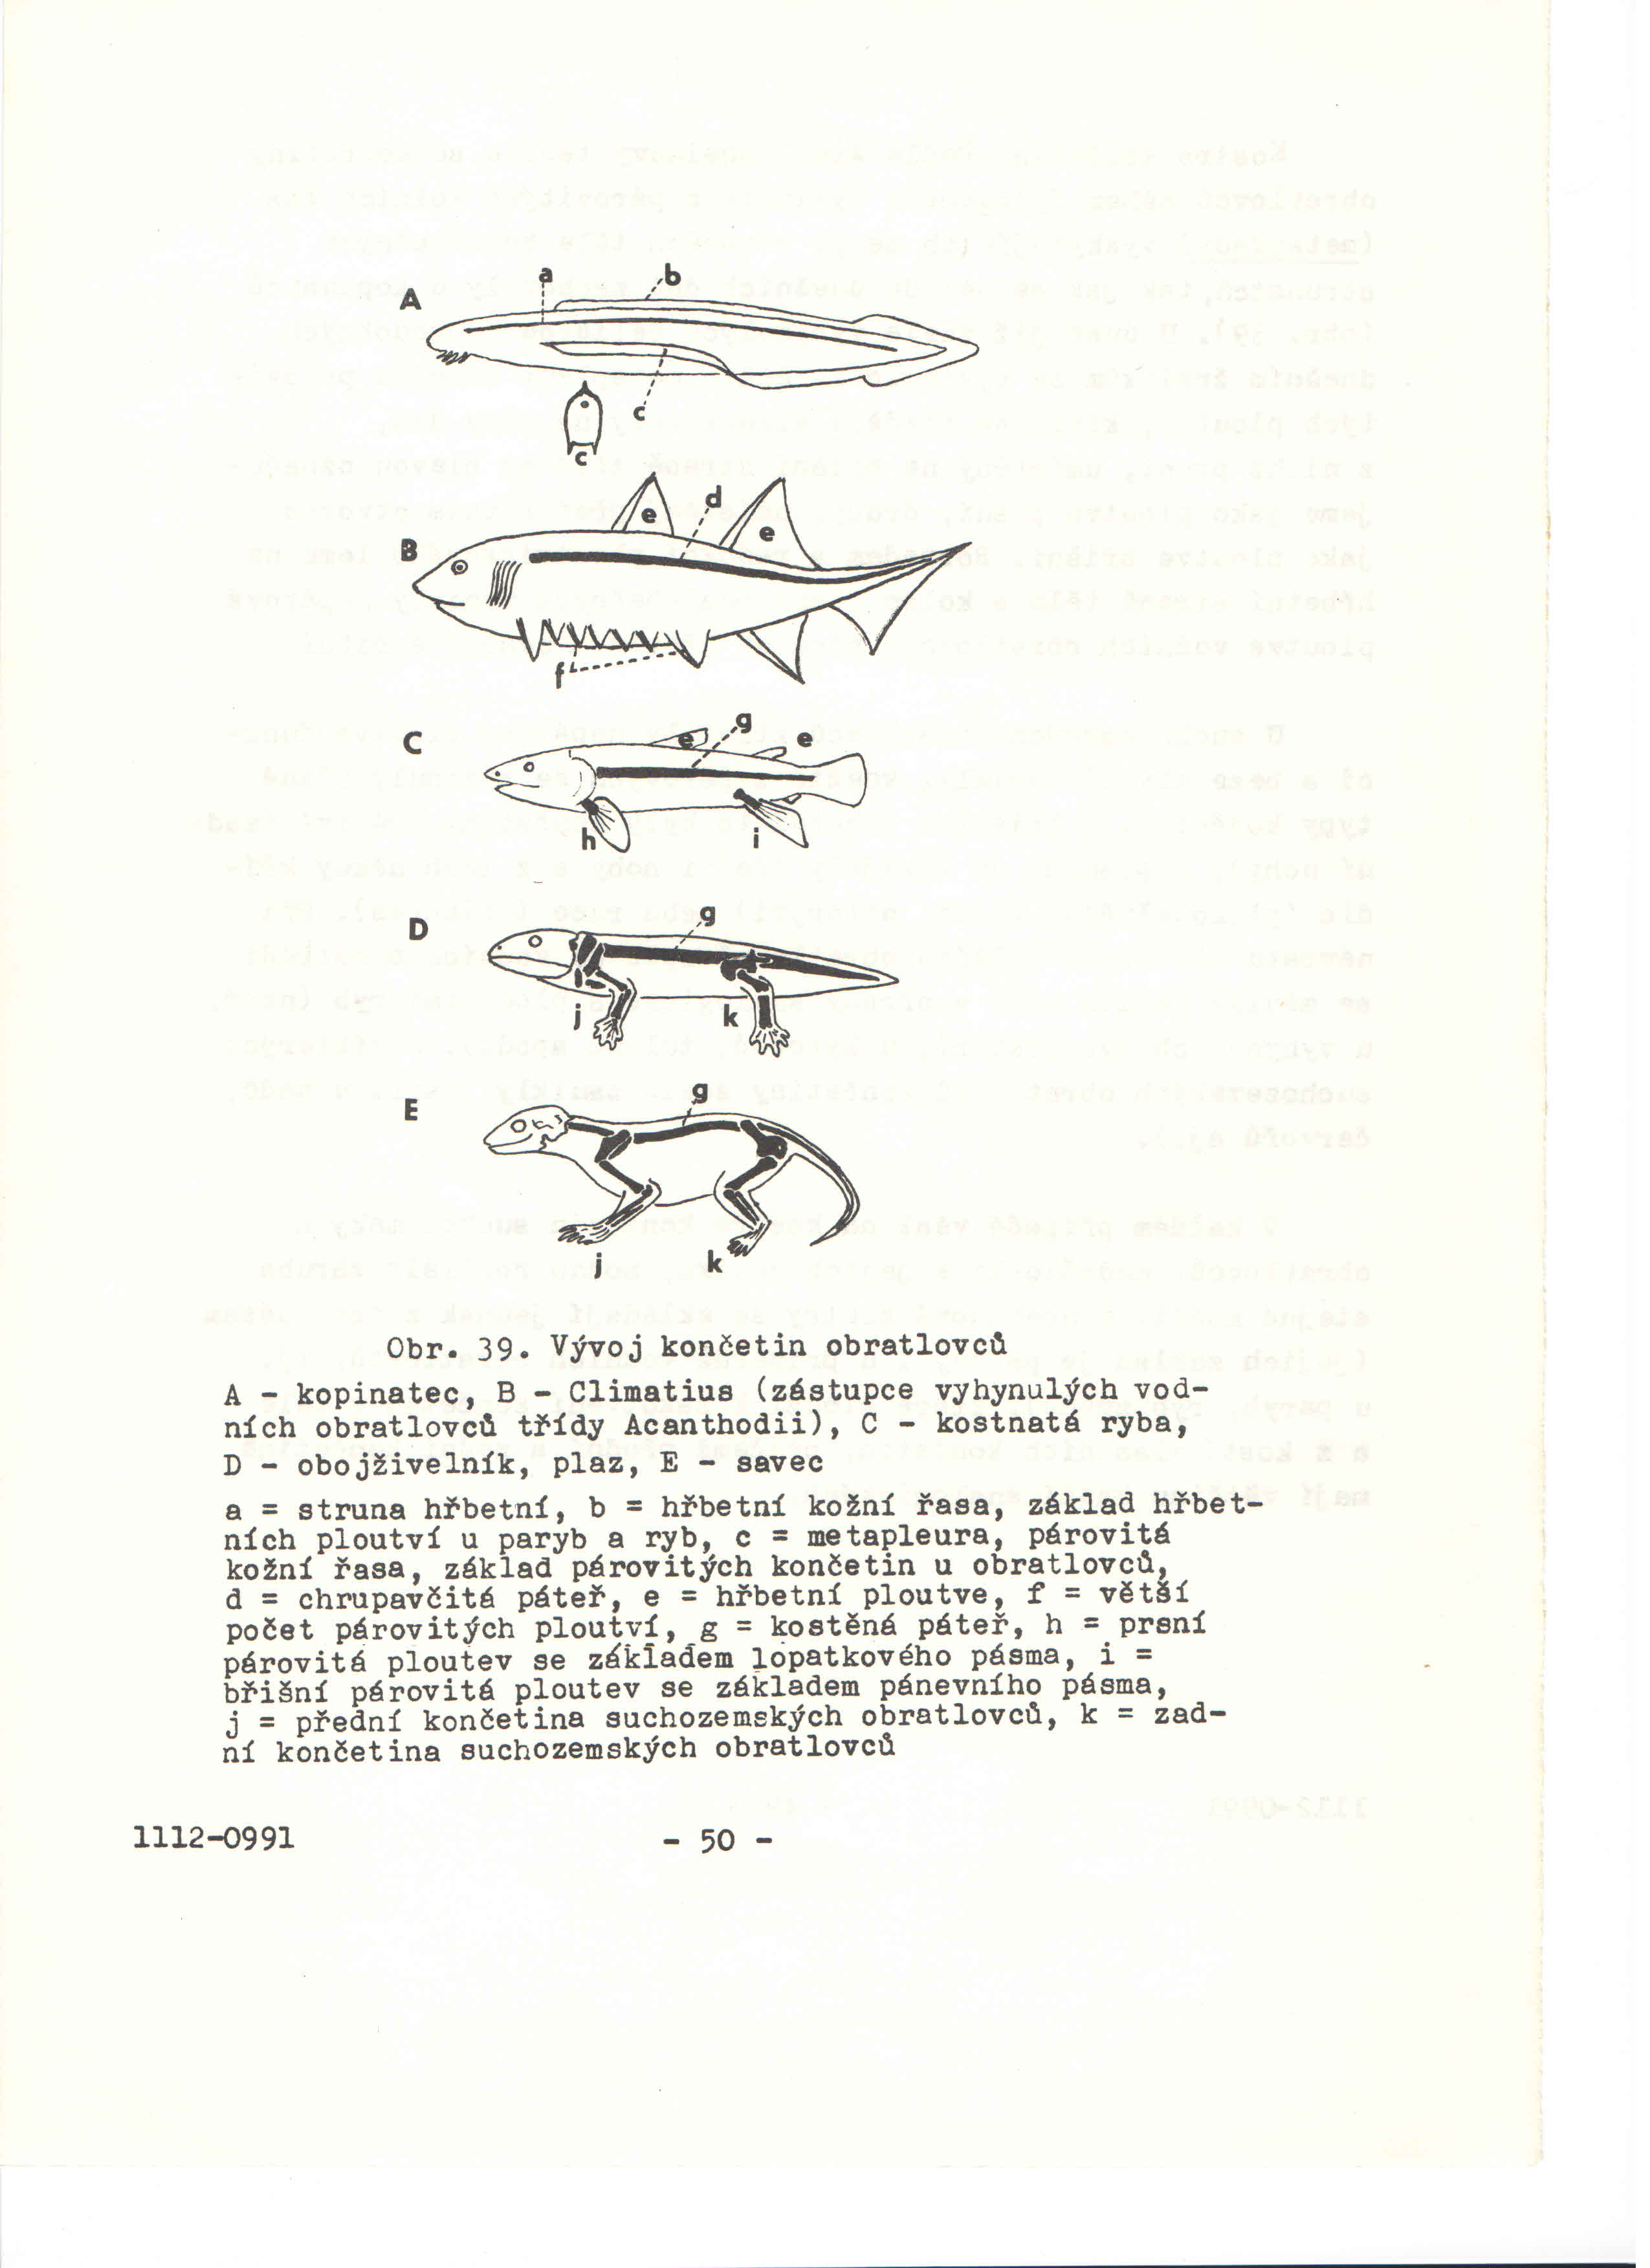 a
b
A
c
c
d
e
e
B
f
g
C
e
e
h
i
g
D
j
k
g
E
j
k
Obr. 39. Vývoj končetin obratlovců
A - kopinatec, B - Climatius (zástupce vyhynulých vod-
ních obratlovců třídy Acanthodii), C - kostnatá ryba,
D - obojživelník, plaz, E - savec
a = struna hřbetní, b = hřbetní kožní řasa, základ hřbet-
ních ploutví u paryb a ryb, c = metapleura, párovitá
kožní řasa, základ párovitých končetin u obratlovců,
d = chrupavčitá páteř, e = hřbetní ploutve, f = větší
počet párovitých ploutví, g = kostěná páteř, h = prsní
párovitá ploutev se základem lopatkového pásma, i =
břišní párovitá ploutev se základem pánevního pásma,
j = přední končetina suchozemských obratlovců, k = zad-
ní končetina suchozemských obratlovců
1112-0991
- 50 -